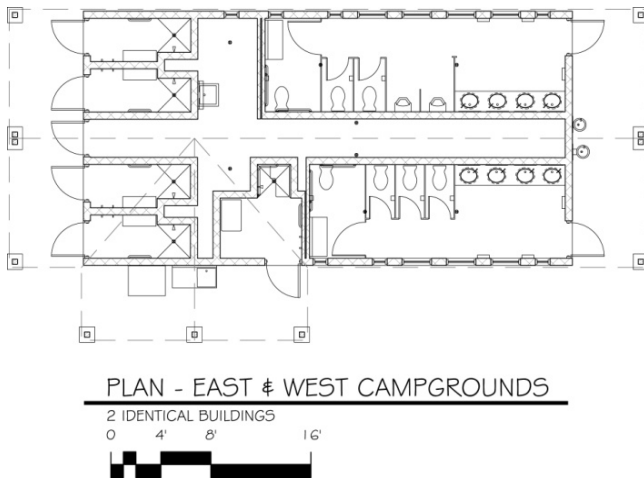 PLAN - EAST & WEST CAMPGROUNDS
2 IDENTICAL BUILDINGS
0 4' 8' 16'